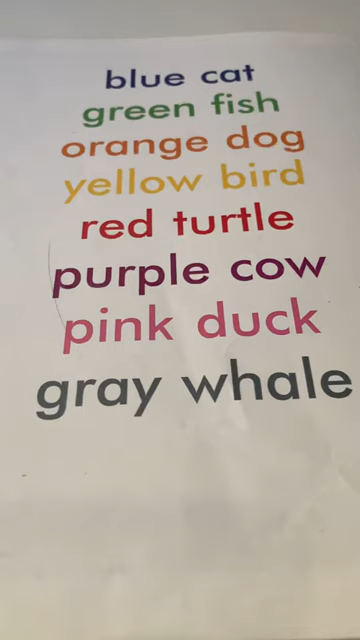 blue cat
green fish
orange dog
yellow bird
red turtle
purple cow
pink duck
gray whale